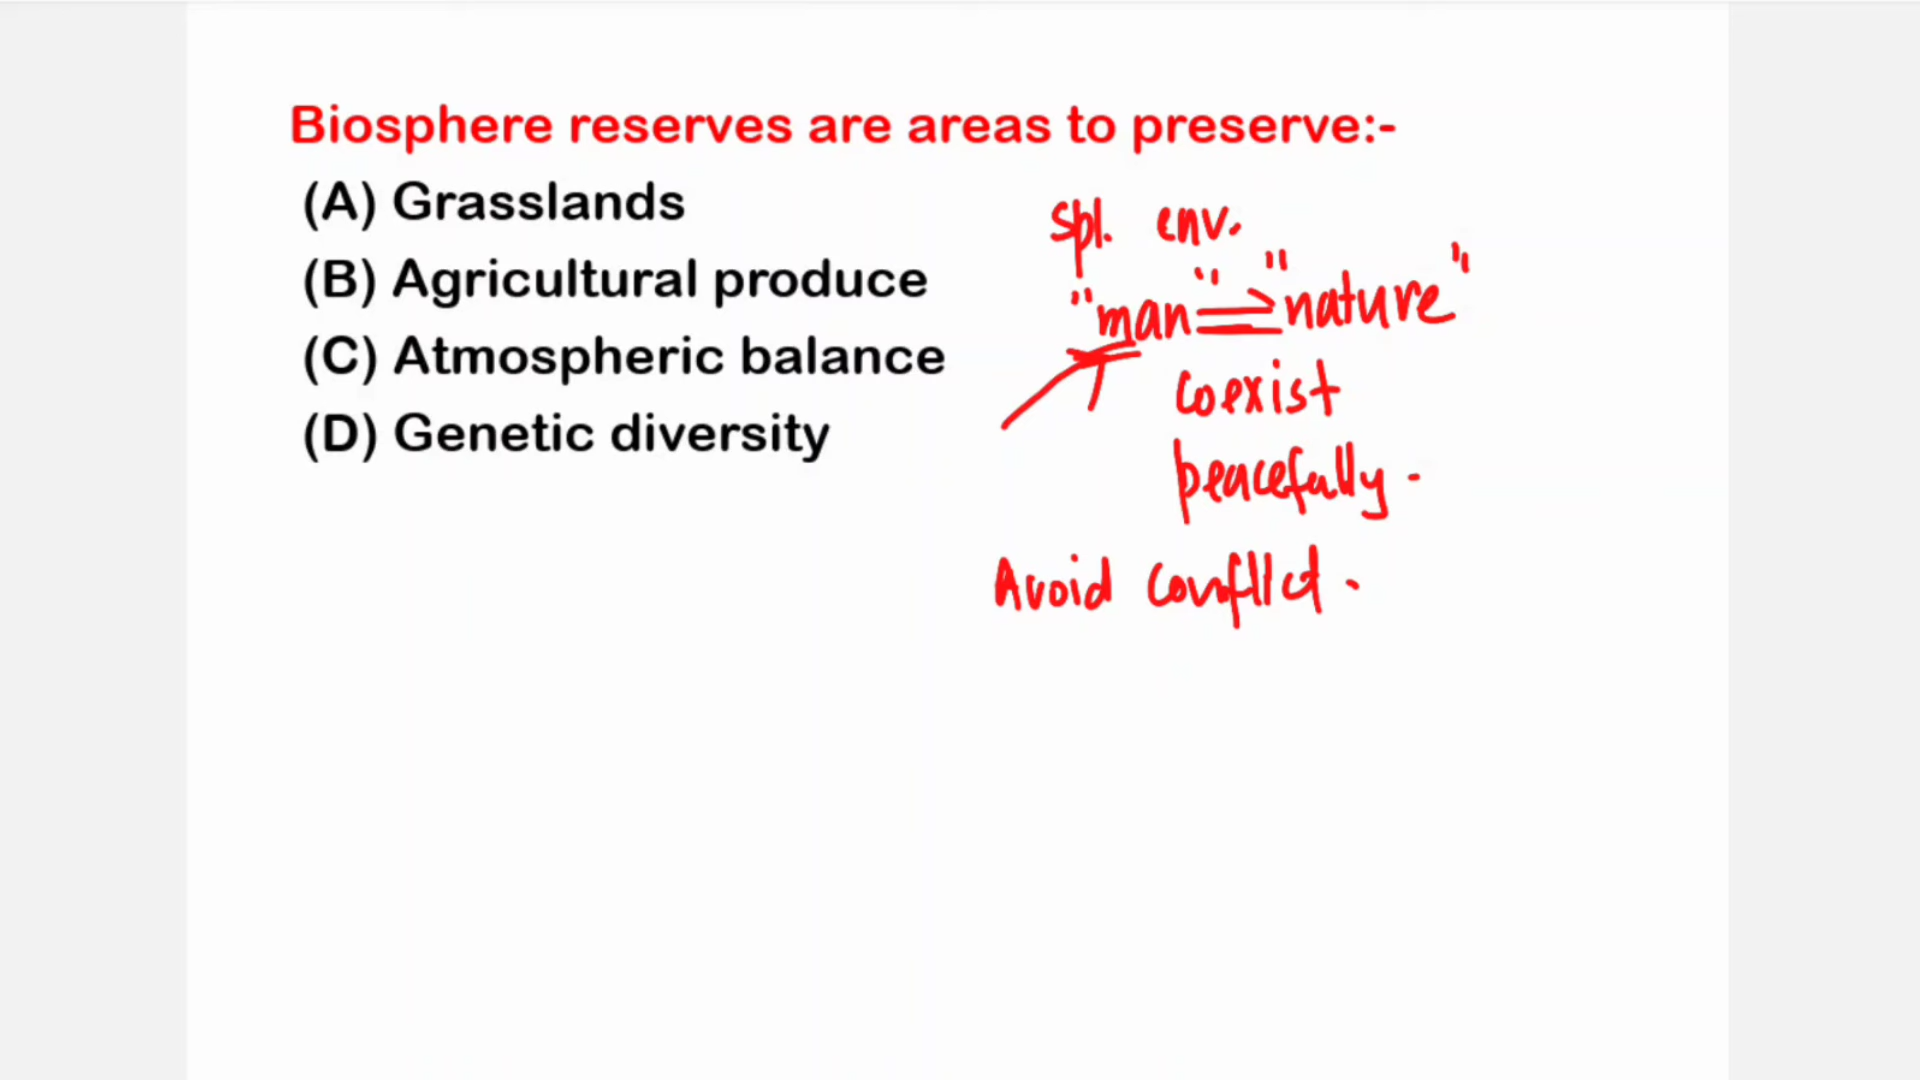 Biosphere reserves are areas to preserve:-
(A) Grasslands
(B) Agricultural produce
(C) Atmospheric balance
(D) Genetic diversity
spl. env.
"man" "nature"
coexist
peacefully.
Avoid conflict.